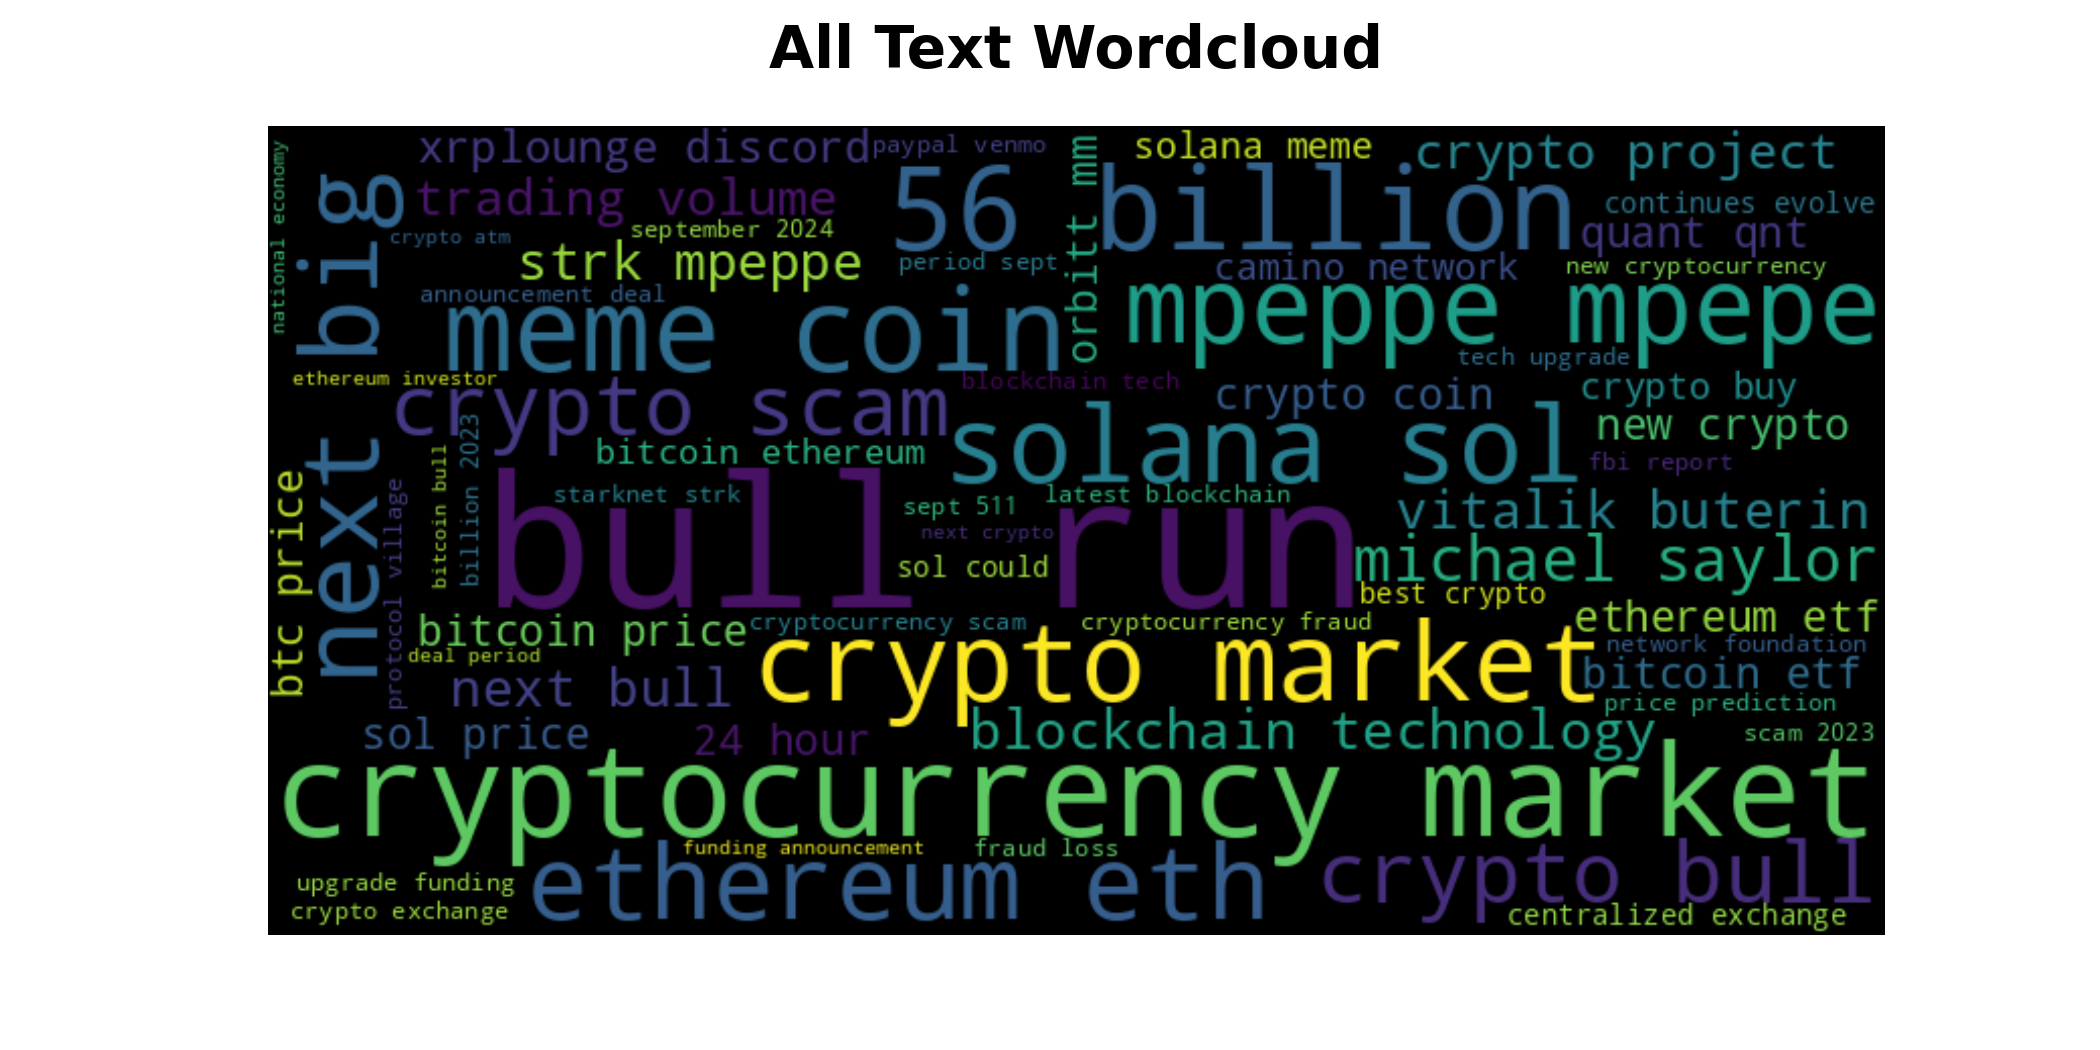 All Text Wordcloud
national economy
next big
xrplounge discord
paypal venmo
orbitt mm
solana meme
crypto project
trading volume
56 billion
continues evolve
september 2024
quant qnt
crypto atm
strk mpeppe
period sept
camino network
new cryptocurrency
announcement deal
meme coin
mpeppe mpepe
tech upgrade
ethereum investor
crypto scam
blockchain tech
crypto coin
crypto buy
new crypto
solana sol
bitcoin ethereum
fbi report
btc price
protocol village
bitcoin bull
billion 2023
bull run
starknet strk
sept 511
latest blockchain
vitalik buterin
next crypto
sol could
michael saylor
best crypto
bitcoin price
cryptocurrency scam
cryptocurrency fraud
ethereum etf
deal period
crypto market
network foundation
next bull
bitcoin etf
price prediction
sol price
24 hour
blockchain technology
scam 2023
cryptocurrency market
funding announcement
fraud loss
ethereum eth
crypto bull
upgrade funding
crypto exchange
centralized exchange